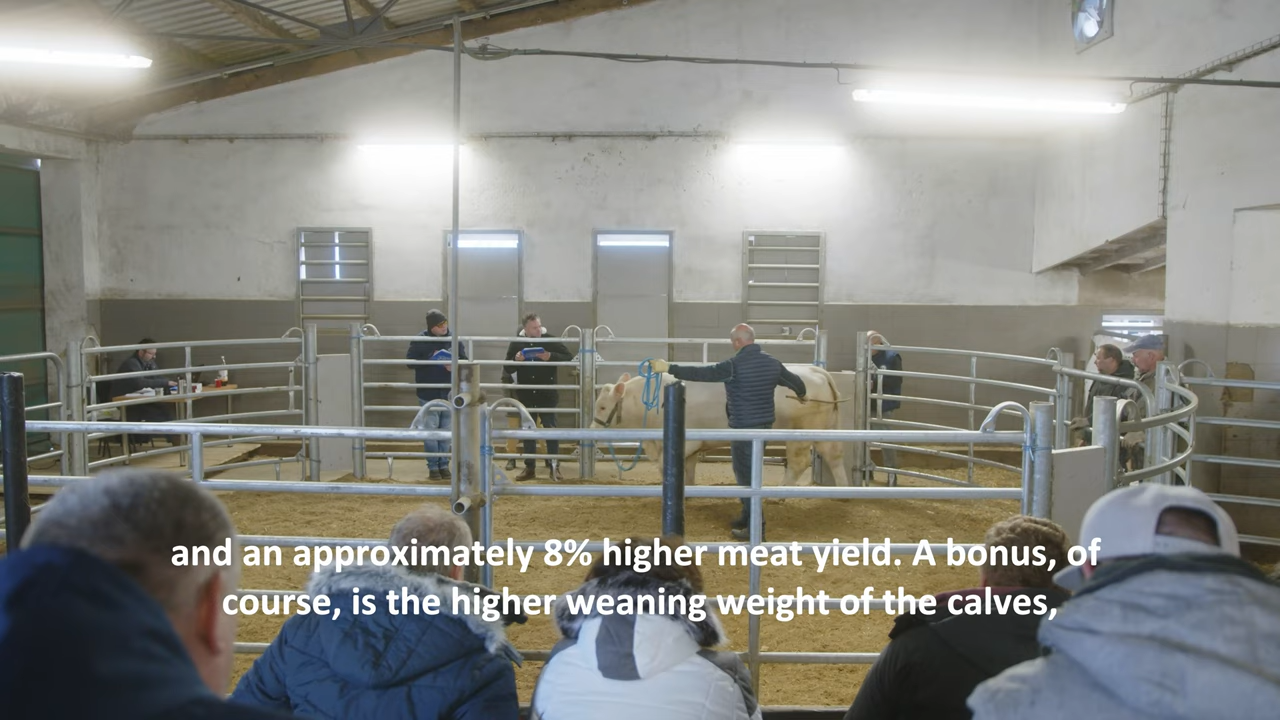 and an approximately 8% higher meat yield. A bonus, of
course, is the higher weaning weight of the calves,